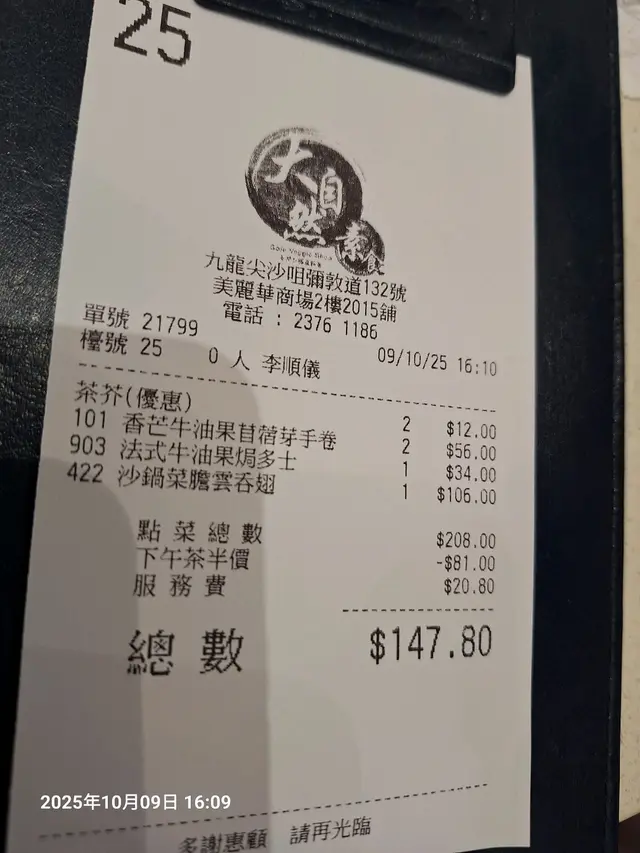 25
大自然
素食
九龍尖沙咀彌敦道132號
美麗華商場2樓2015舖
電話 : 2376 1186
單號 21799
檯號 25 0 人 李順儀 09/10/25 16:10
茶芥(優惠) 2 $12.00
101 香芒牛油果苜蓿芽手卷 2 $56.00
903 法式牛油果焗多士 1 $34.00
422 沙鍋菜膽雲吞翅 1 $106.00
點菜總數 $208.00
下午茶半價 -$81.00
服務費 $20.80
總數 $147.80
2025年10月09日 16:09
多謝惠顧 請再光臨